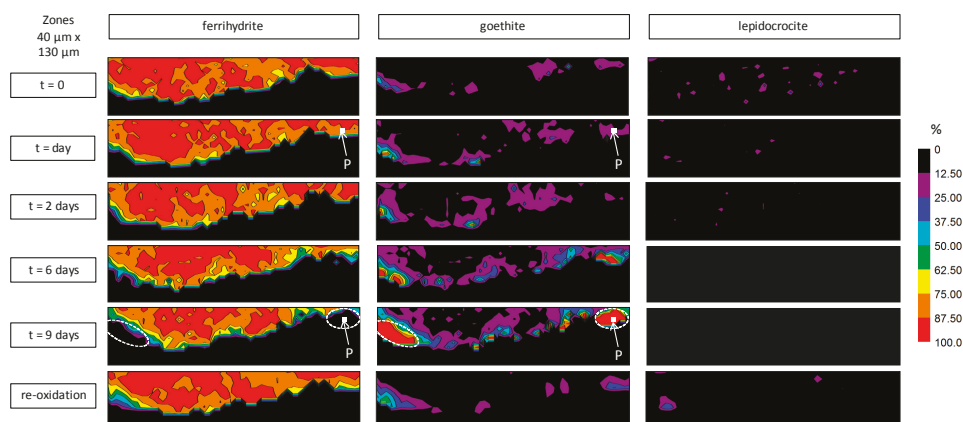 Zones
40 µm x
130 µm
ferrihydrite
goethite
lepidocrocite
t = 0
t = day
P
P
t = 2 days
t = 6 days
t = 9 days
P
P
re-oxidation
%
0
12.50
25.00
37.50
50.00
62.50
75.00
87.50
100.0